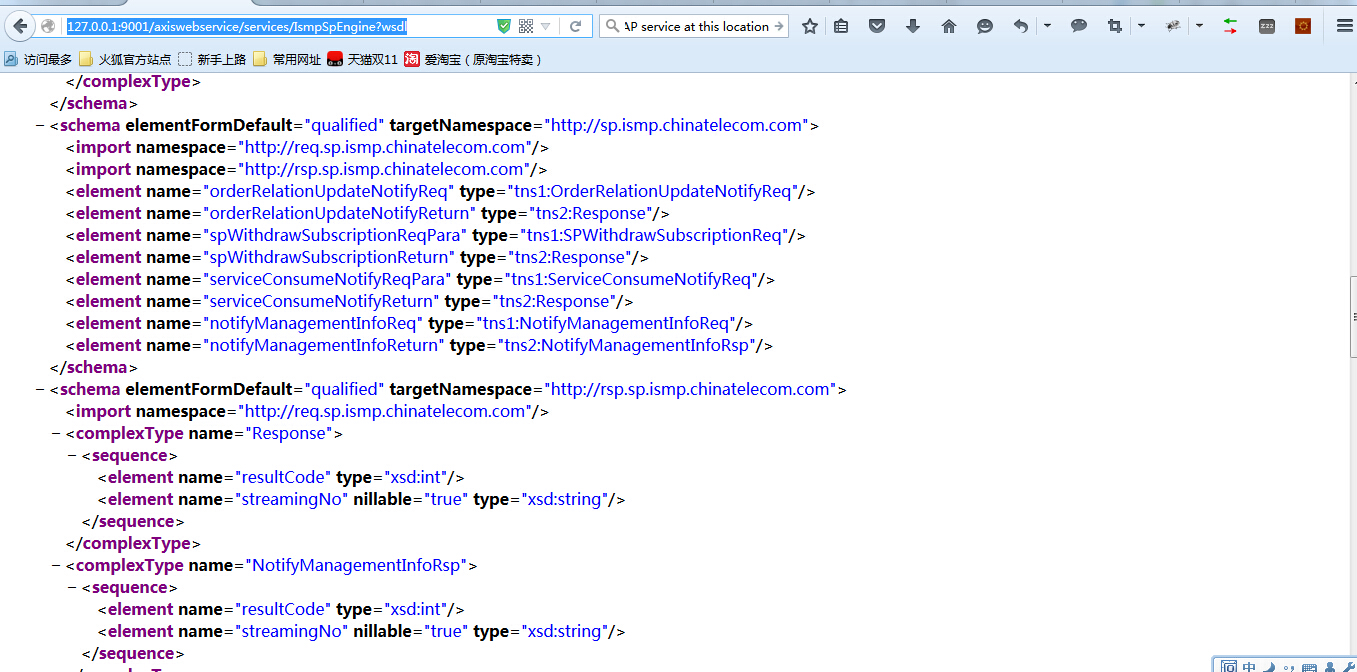 127.0.0.1:9001/axiswebservice/services/IsmpSpEngine?wsdl
AP service at this location
访问最多 火狐官方站点 新手上路 常用网址 天猫双11 淘 爱淘宝（原淘宝特卖）
</complexType>
</schema>
− <schema elementFormDefault="qualified" targetNamespace="http://sp.ismp.chinatelecom.com">
<import namespace="http://req.sp.ismp.chinatelecom.com"/>
<import namespace="http://rsp.sp.ismp.chinatelecom.com"/>
<element name="orderRelationUpdateNotifyReq" type="tns1:OrderRelationUpdateNotifyReq"/>
<element name="orderRelationUpdateNotifyReturn" type="tns2:Response"/>
<element name="spWithdrawSubscriptionReqPara" type="tns1:SPWithdrawSubscriptionReq"/>
<element name="spWithdrawSubscriptionReturn" type="tns2:Response"/>
<element name="serviceConsumeNotifyReqPara" type="tns1:ServiceConsumeNotifyReq"/>
<element name="serviceConsumeNotifyReturn" type="tns2:Response"/>
<element name="notifyManagementInfoReq" type="tns1:NotifyManagementInfoReq"/>
<element name="notifyManagementInfoReturn" type="tns2:NotifyManagementInfoRsp"/>
</schema>
− <schema elementFormDefault="qualified" targetNamespace="http://rsp.sp.ismp.chinatelecom.com">
<import namespace="http://req.sp.ismp.chinatelecom.com"/>
− <complexType name="Response">
− <sequence>
<element name="resultCode" type="xsd:int"/>
<element name="streamingNo" nillable="true" type="xsd:string"/>
</sequence>
</complexType>
− <complexType name="NotifyManagementInfoRsp">
− <sequence>
<element name="resultCode" type="xsd:int"/>
<element name="streamingNo" nillable="true" type="xsd:string"/>
</sequence>
中